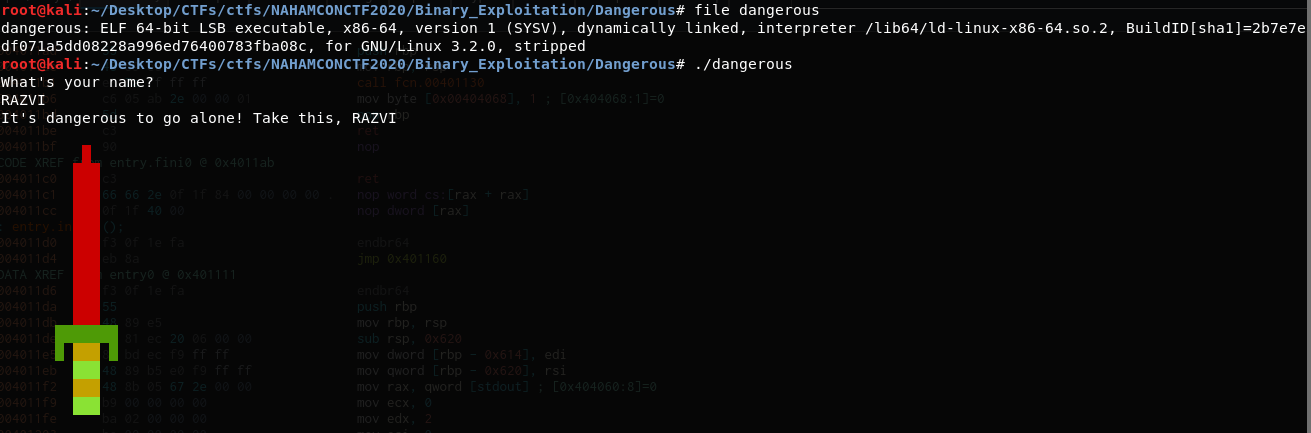 root@kali:~/Desktop/CTFs/ctfs/NAHAMCONCTF2020/Binary_Exploitation/Dangerous# file dangerous
dangerous: ELF 64-bit LSB executable, x86-64, version 1 (SYSV), dynamically linked, interpreter /lib64/ld-linux-x86-64.so.2, BuildID[sha1]=2b7e7e
df071a5dd08228a996ed76400783fba08c, for GNU/Linux 3.2.0, stripped
root@kali:~/Desktop/CTFs/ctfs/NAHAMCONCTF2020/Binary_Exploitation/Dangerous# ./dangerous
What's your name?
RAZVI
It's dangerous to go alone! Take this, RAZVI
ff ff ff call fcn.00401130
c6 05 ab 2e 00 00 01 mov byte [0x00404068], 1 ; [0x404068:1]=0
004011be c3 ret
004011bf 90 nop
CODE XREF entry.fini0 @ 0x4011ab
004011c0 c3 ret
004011c1 66 66 2e 0f 1f 84 00 00 00 00 00 nop word cs:[rax + rax]
004011cc 0f 1f 40 00 nop dword [rax]
();
004011d0 f3 0f 1e fa endbr64
004011d4 eb 8a jmp 0x401160
DATA XREF entry0 @ 0x401111
004011d6 f3 0f 1e fa endbr64
004011da 55 push rbp
48 89 e5 mov rbp, rsp
81 ec 20 06 00 00 sub rsp, 0x620
bd ec f9 ff ff mov dword [rbp - 0x614], edi
004011eb 48 89 b5 e0 f9 ff ff mov qword [rbp - 0x620], rsi
004011f2 48 8b 05 67 2e 00 00 mov rax, qword [stdout] ; [0x404060:8]=0
004011f9 b9 00 00 00 00 mov ecx, 0
004011fe ba 02 00 00 00 mov edx, 2